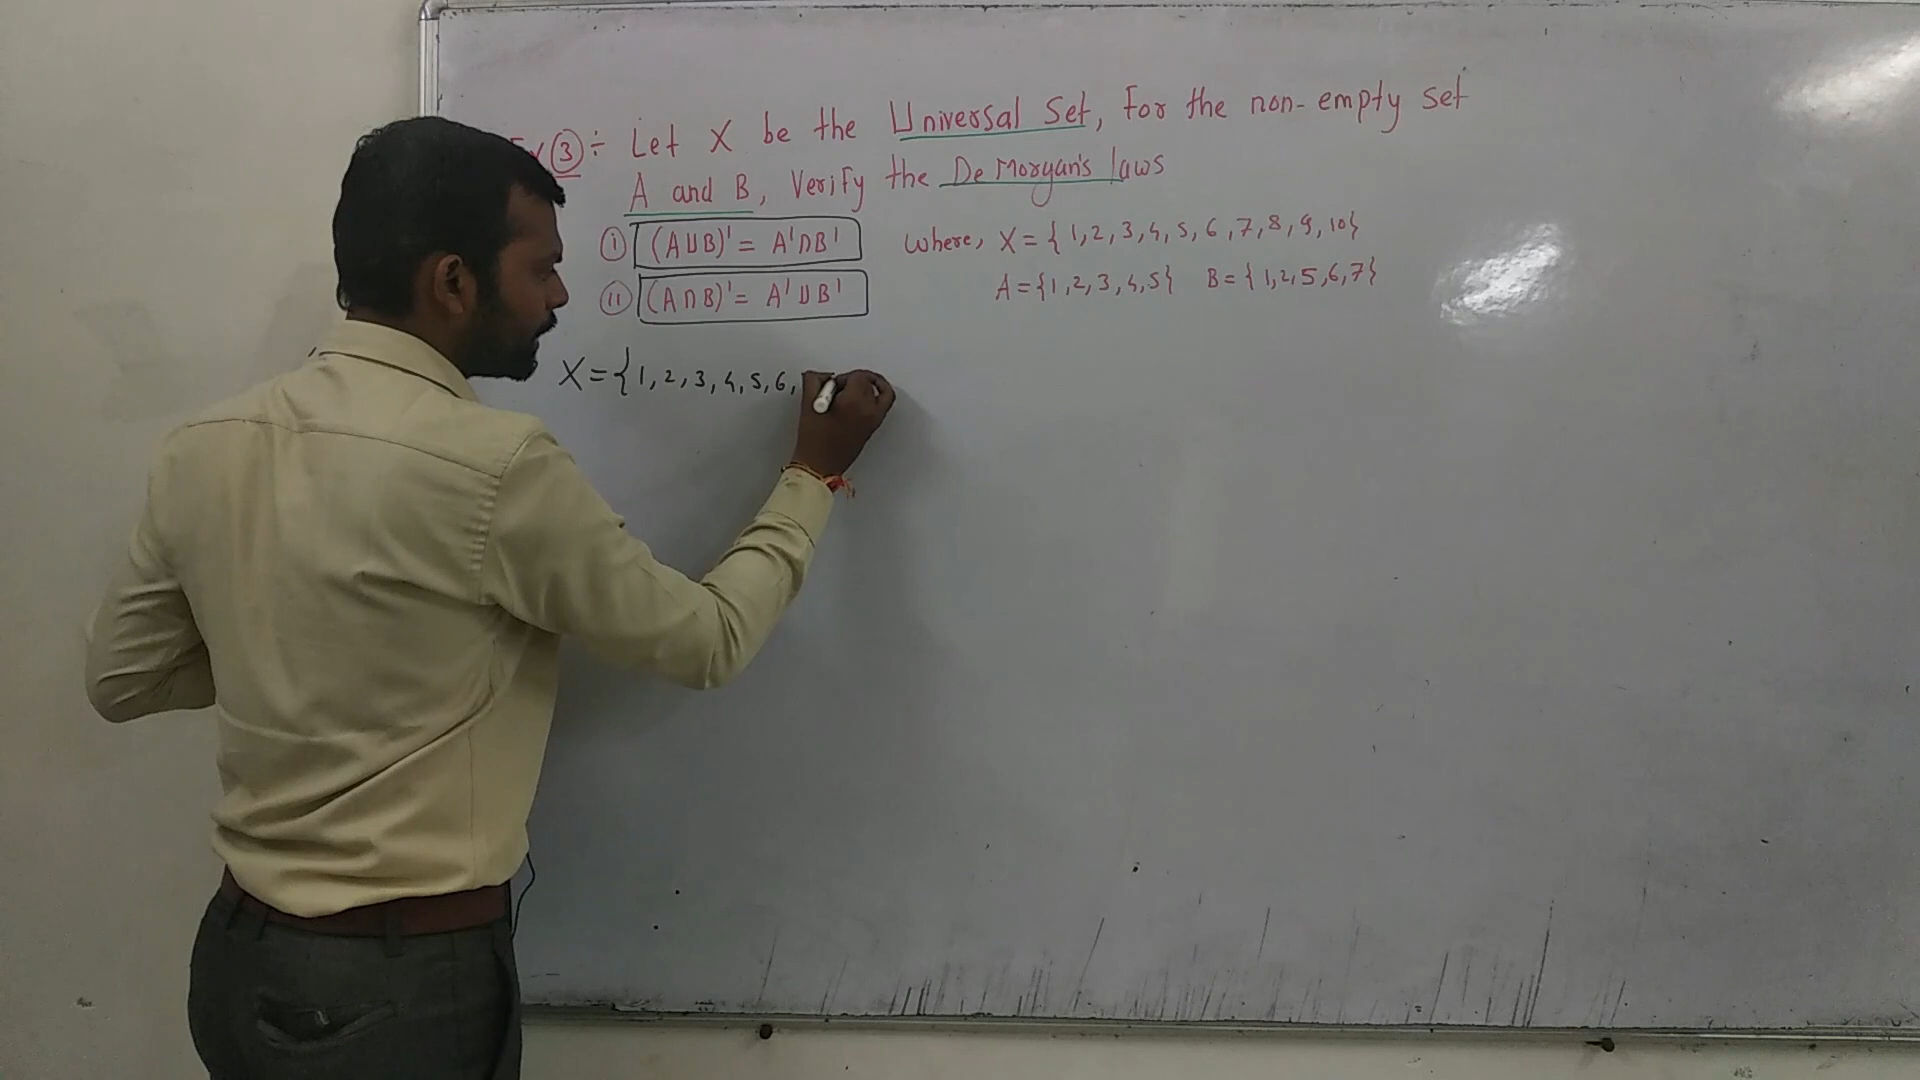 Ex ③ ÷ Let X be the Universal Set, For the non-empty set
A and B, Verify the De Morgan's laws
(i) (A∪B)' = A'∩B' Where, X = { 1,2,3,4,5,6,7,8,9,10}
(ii) (A∩B)' = A'∪B' A = {1,2,3,4,5} B = { 1,2,5,6,7}
X = { 1, 2, 3, 4, 5, 6,